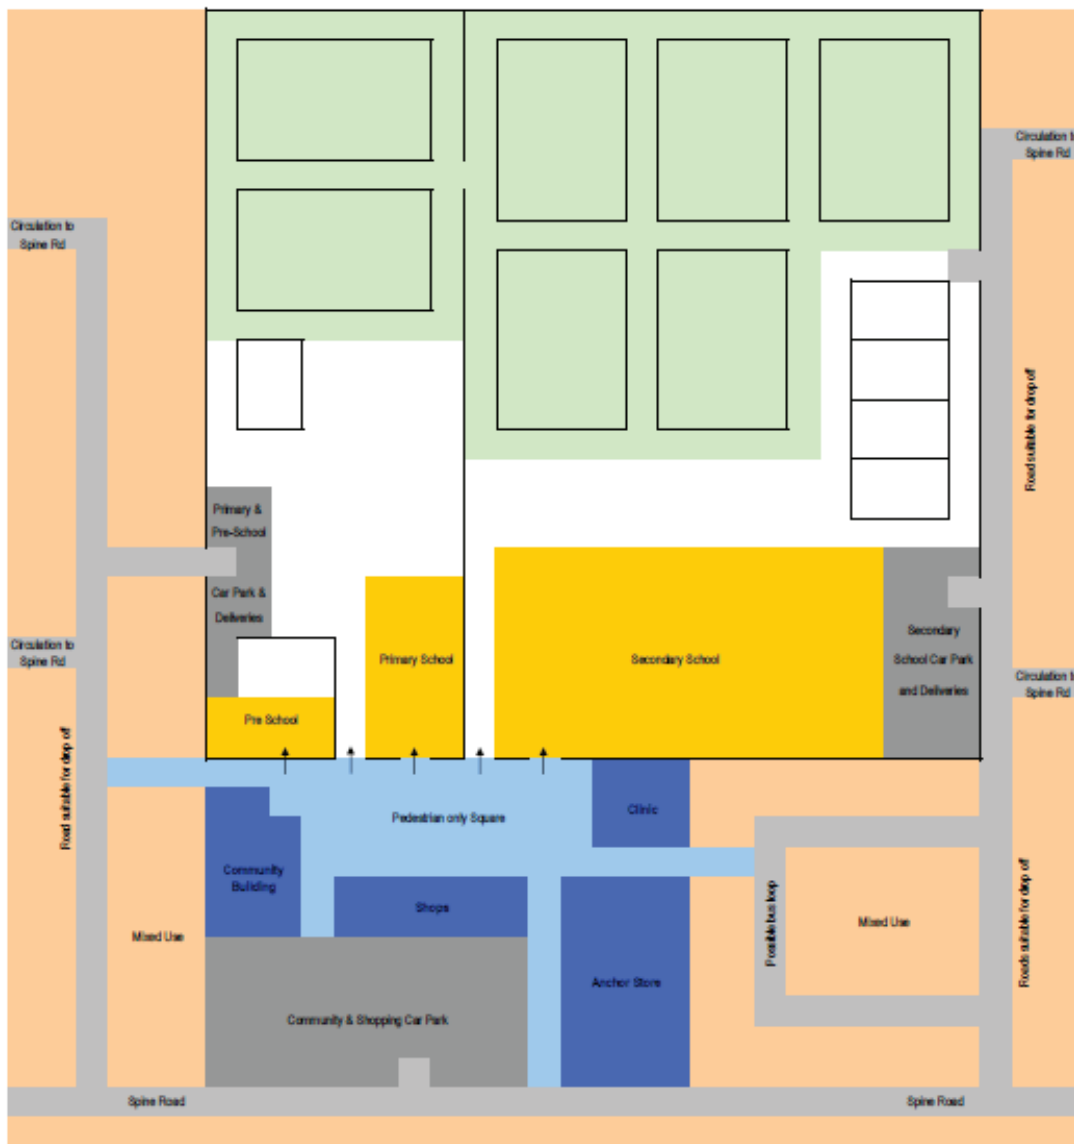 Circulation to
Spine Rd
Circulation to
Spine Rd
Road suitable for drop off
Primary &
Pre-School
Car Park &
Deliveries
Primary School
Secondary School
Secondary
School Car Park
and Deliveries
Circulation to
Spine Rd
Circulation to
Spine Rd
Pre School
Road suitable for drop off
Pedestrian only Square
Clinic
Community
Building
Shops
Mixed Use
Possible bus loop
Mixed Use
Roads suitable for drop off
Anchor Store
Community & Shopping Car Park
Spine Road
Spine Road